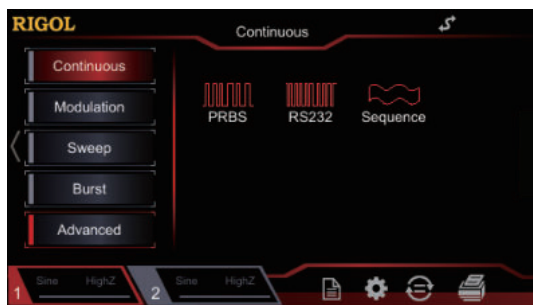 RIGOL
Continuous
Continuous
Modulation
Sweep
Burst
Advanced
PRBS
RS232
Sequence
1
Sine
HighZ
2
Sine
HighZ